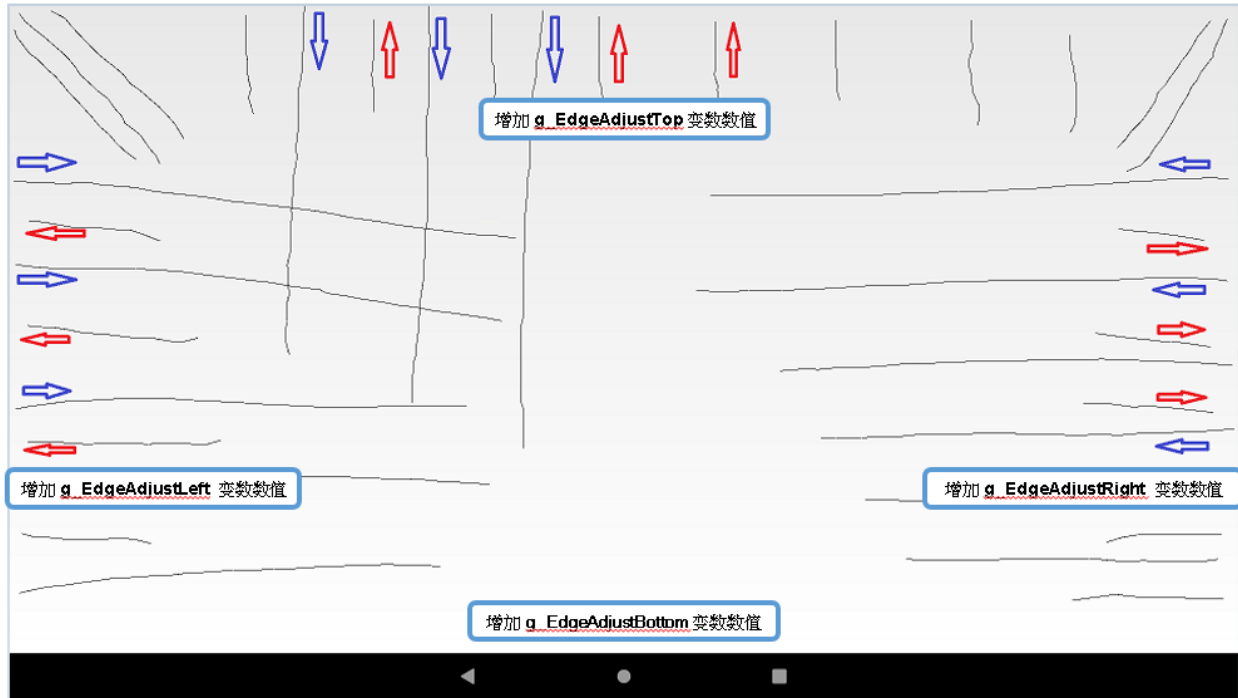 增加 g_EdgeAdjustTop 变数数值
增加 g_EdgeAdjustLeft 变数数值
增加 g_EdgeAdjustRight 变数数值
增加 g_EdgeAdjustBottom 变数数值